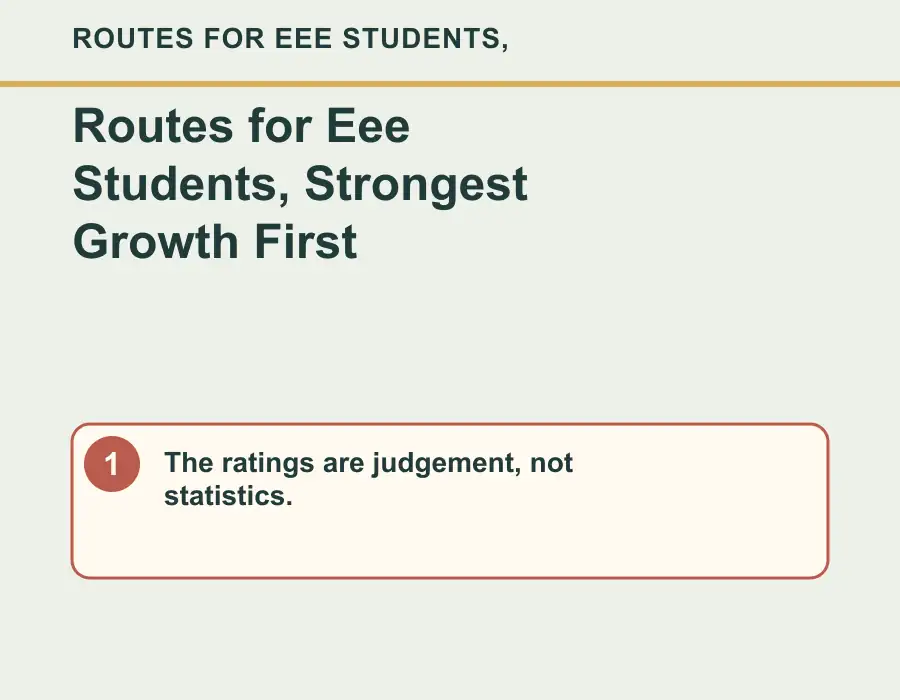 ROUTES FOR EEE STUDENTS,
Routes for Eee
Students, Strongest
Growth First
1
The ratings are judgement, not
statistics.